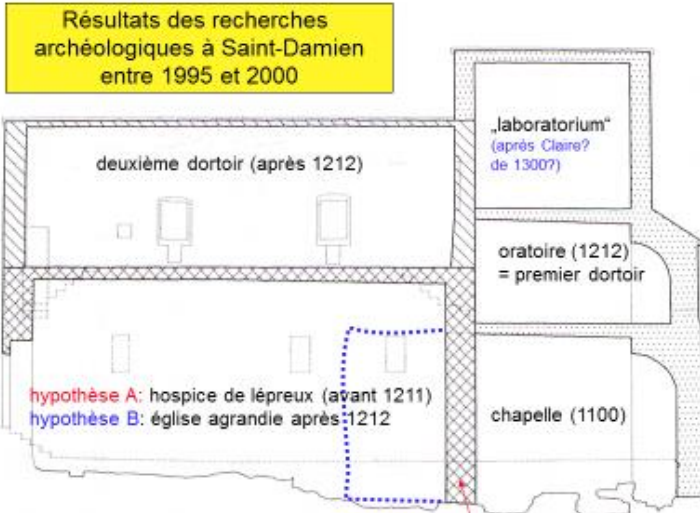 Résultats des recherches
archéologiques à Saint-Damien
entre 1995 et 2000
deuxième dortoir (après 1212)
„laboratorium“
(aprés Claire?
de 1300?)
oratoire (1212)
= premier dortoir
hypothèse A: hospice de lépreux (avant 1211)
hypothèse B: église agrandie après 1212
chapelle (1100)